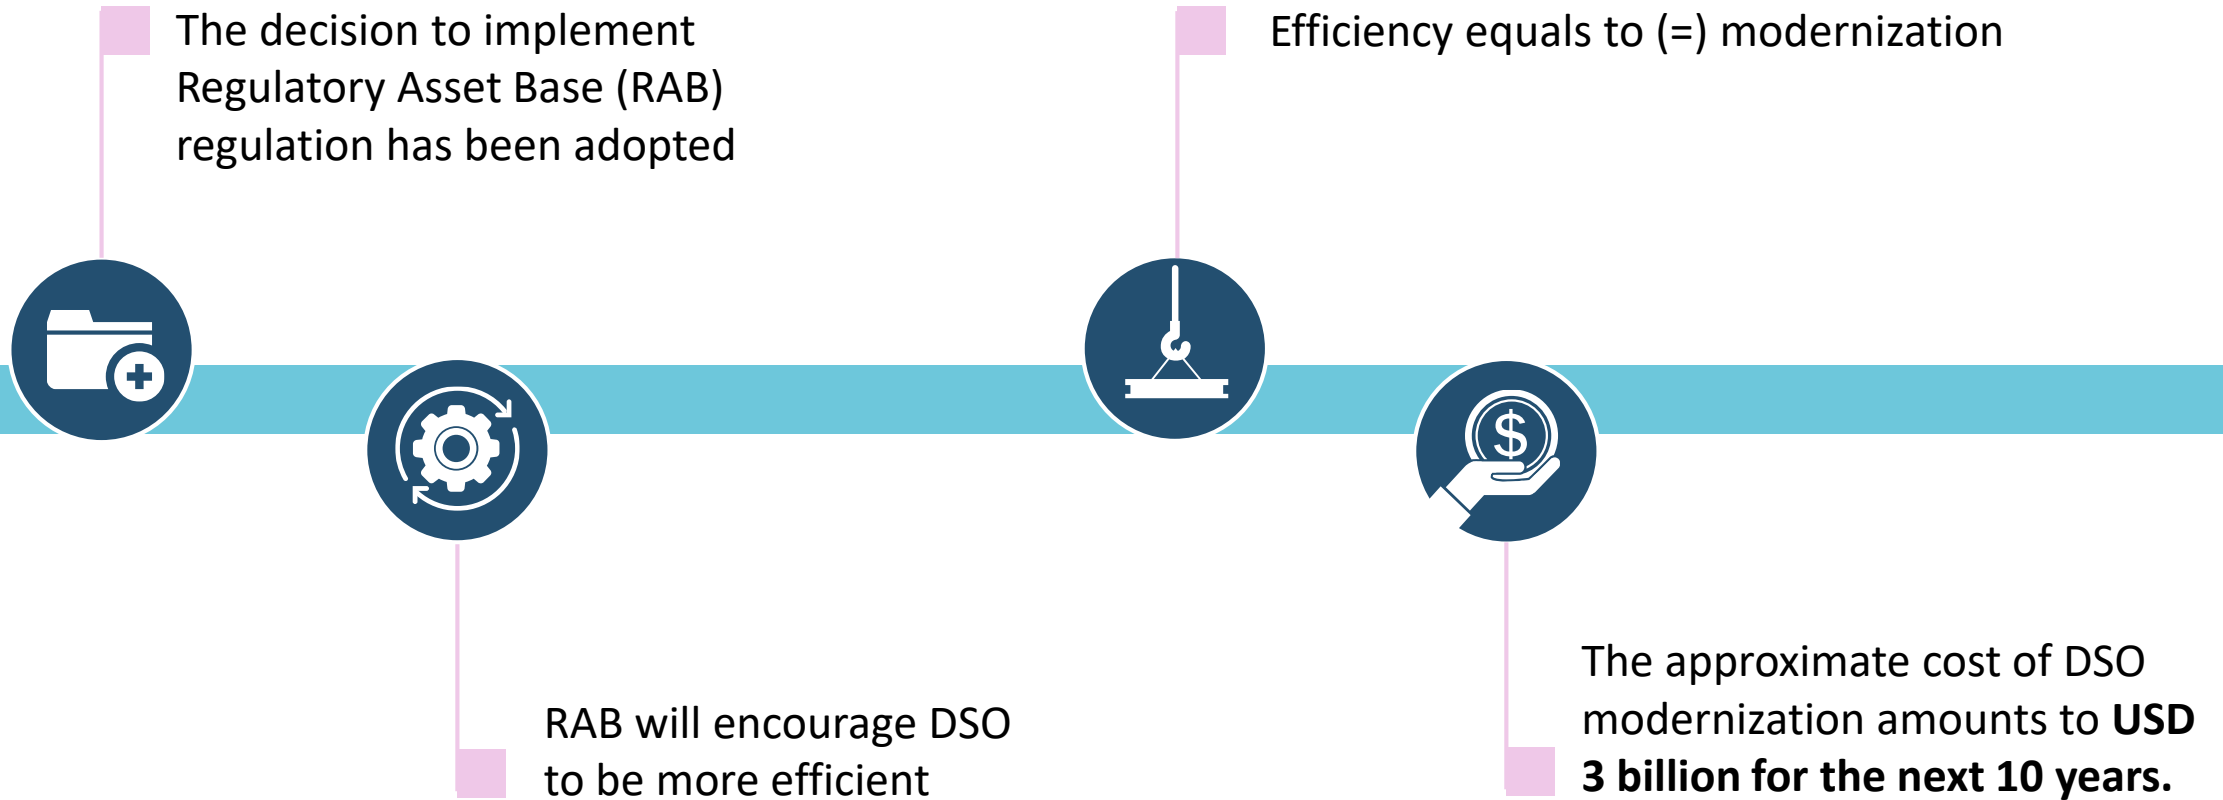 The decision to implement
Regulatory Asset Base (RAB)
regulation has been adopted
Efficiency equals to (=) modernization
$
RAB will encourage DSO
to be more efficient
The approximate cost of DSO
modernization amounts to USD
3 billion for the next 10 years.